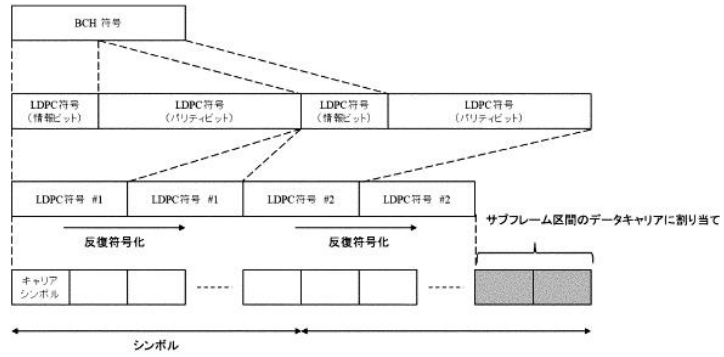 BCH 符号
LDPC符号
(情報ビット)
LDPC符号
(パリティビット)
LDPC符号
(情報ビット)
LDPC符号
(パリティビット)
LDPC符号 #1
LDPC符号 #1
LDPC符号 #2
LDPC符号 #2
反復符号化
反復符号化
サブフレーム区間のデータキャリアに割り当て
キャリア
シンボル
シンボル